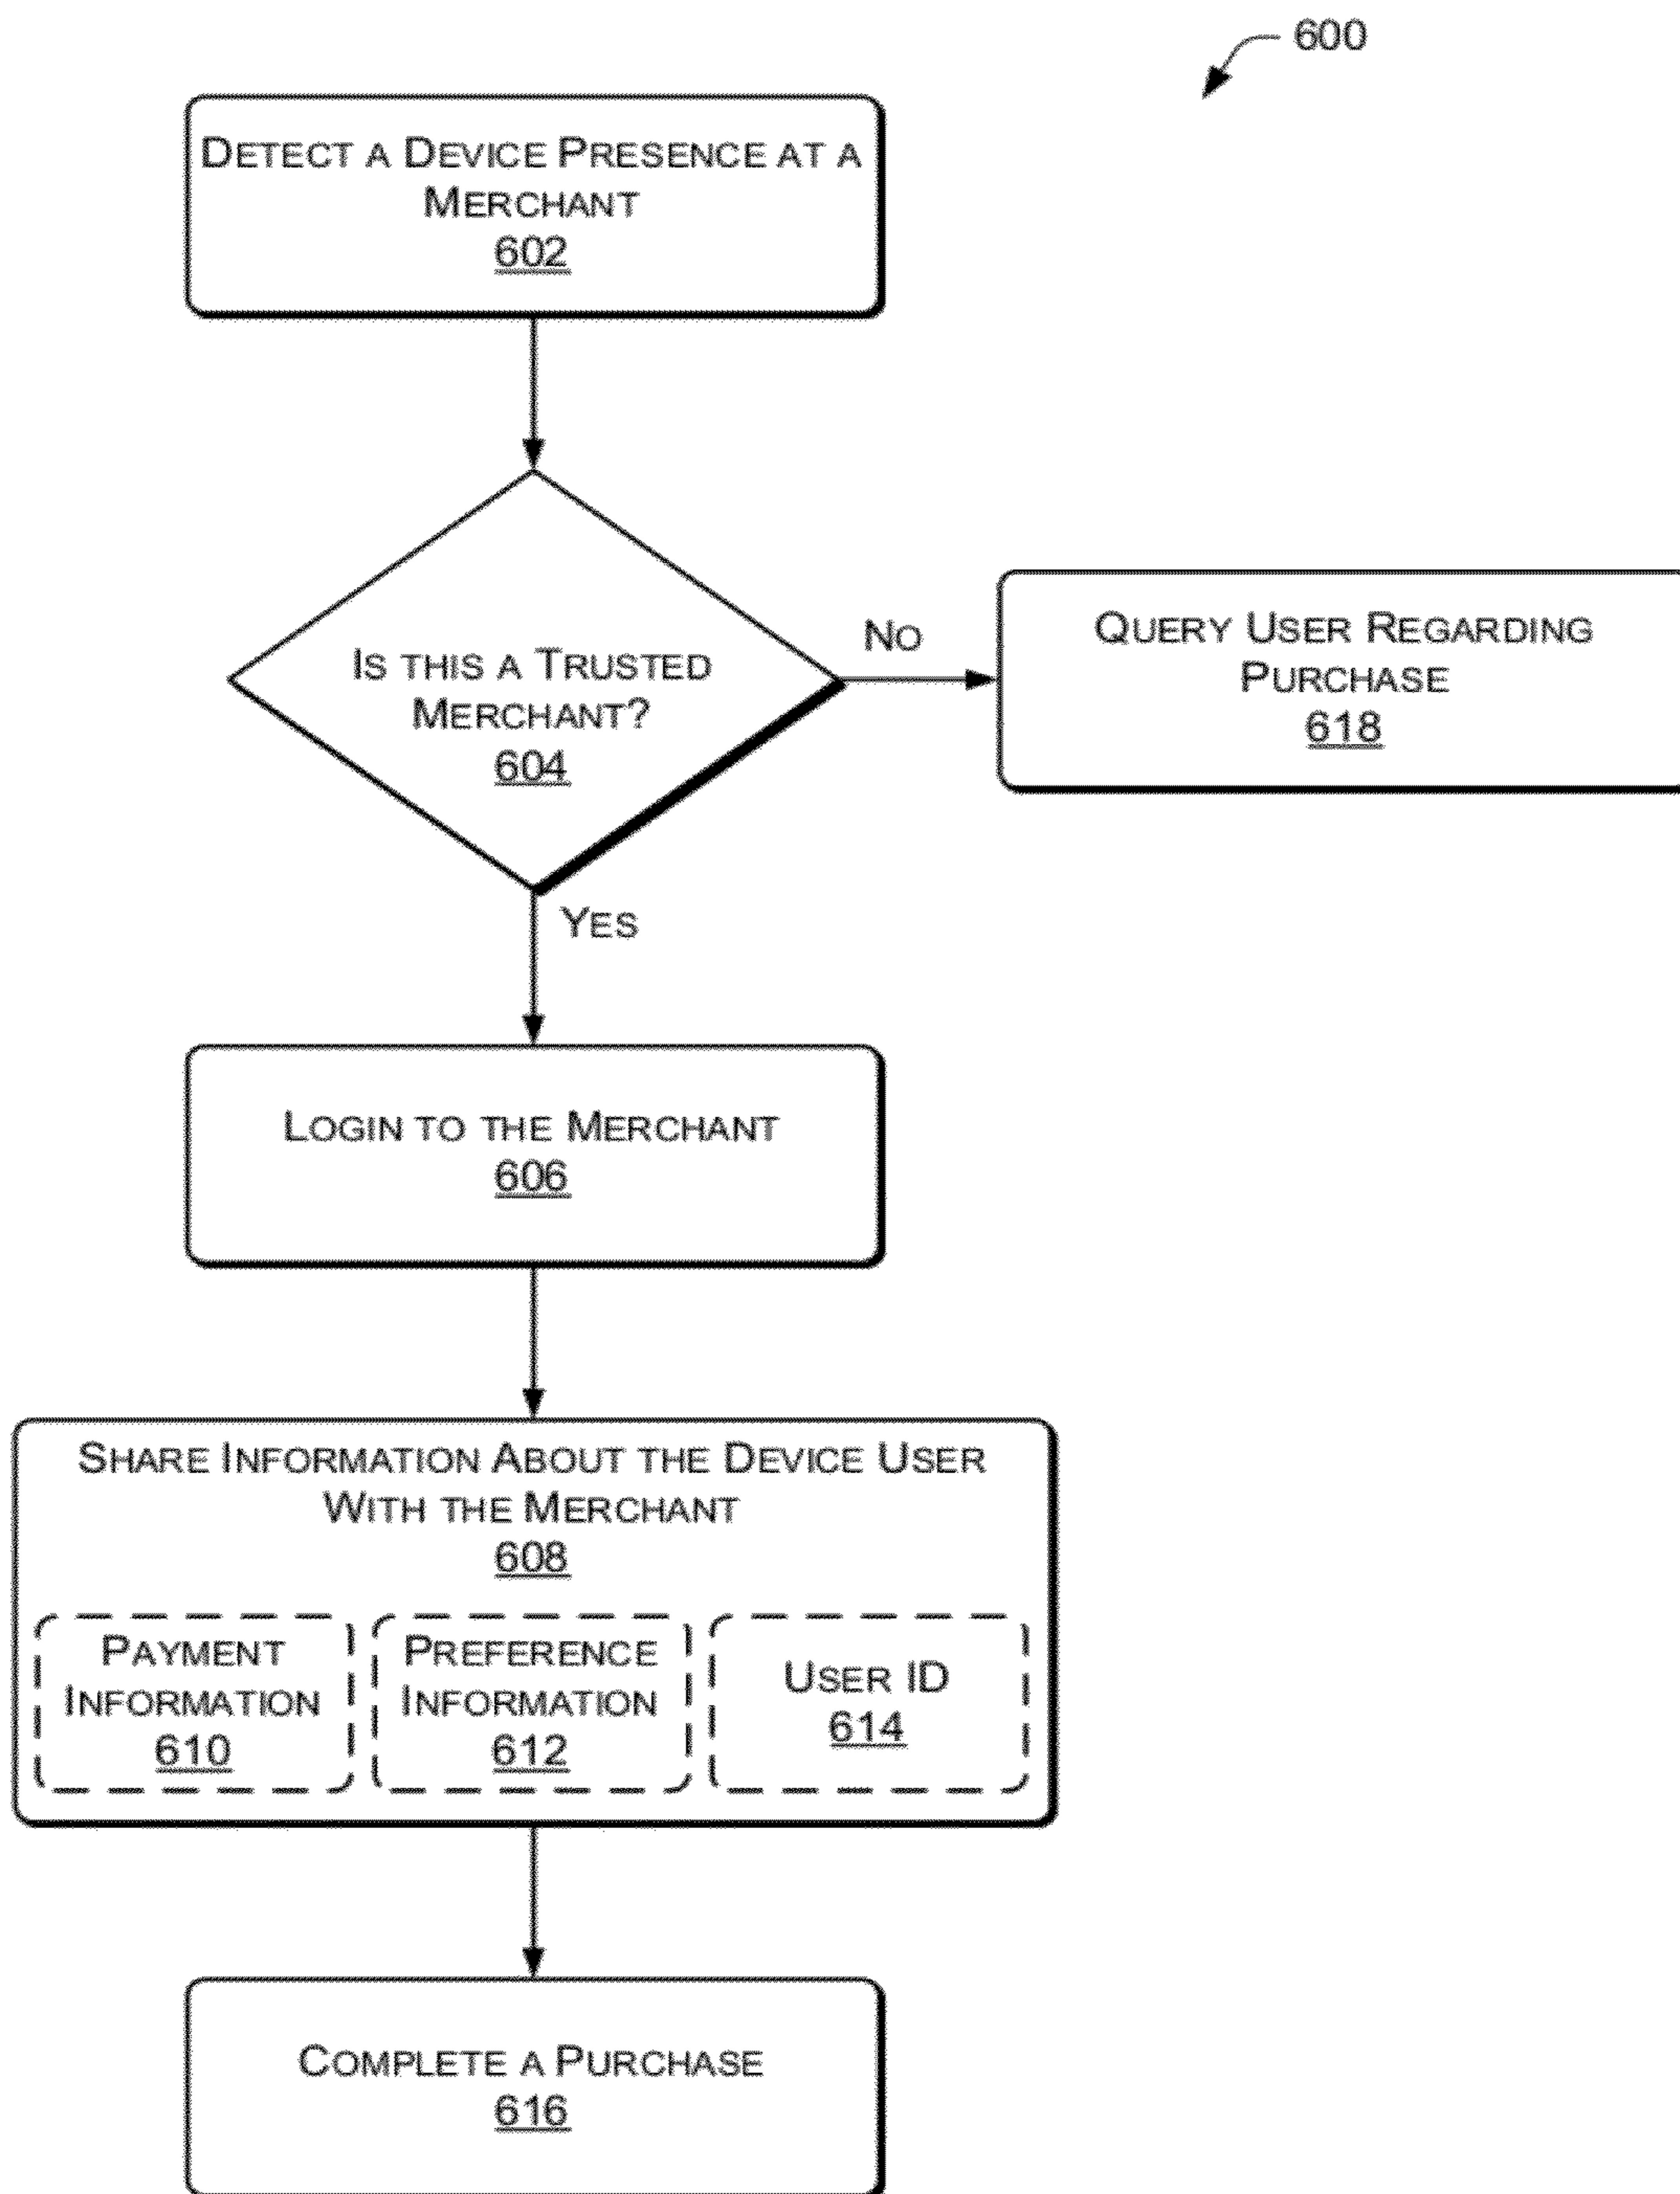 600
DETECT A DEVICE PRESENCE AT A
MERCHANT
602
IS THIS A TRUSTED
MERCHANT?
604
NO
QUERY USER REGARDING
PURCHASE
618
YES
LOGIN TO THE MERCHANT
606
SHARE INFORMATION ABOUT THE DEVICE USER
WITH THE MERCHANT
608
PAYMENT
INFORMATION
610
PREFERENCE
INFORMATION
612
USER ID
614
COMPLETE A PURCHASE
616